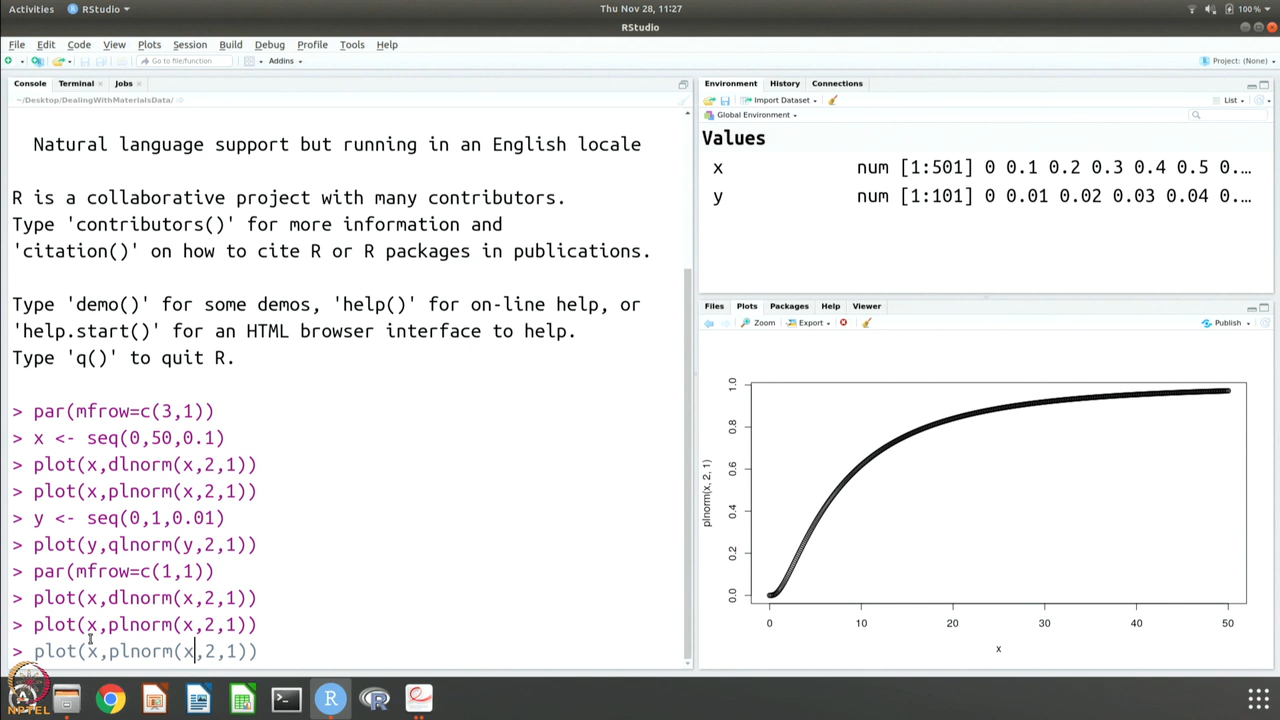 Activities RStudio Thu Nov 28, 11:27 100%
RStudio
File Edit Code View Plots Session Build Debug Profile Tools Help
Go to file/function Addins Project: (None)
Console Terminal Jobs
~/Desktop/DealingWithMaterialsData/
Natural language support but running in an English locale
R is a collaborative project with many contributors.
Type 'contributors()' for more information and
'citation()' on how to cite R or R packages in publications.
Type 'demo()' for some demos, 'help()' for on-line help, or
'help.start()' for an HTML browser interface to help.
Type 'q()' to quit R.
> par(mfrow=c(3,1))
> x <- seq(0,50,0.1)
> plot(x,dlnorm(x,2,1))
> plot(x,plnorm(x,2,1))
> y <- seq(0,1,0.01)
> plot(y,qlnorm(y,2,1))
> par(mfrow=c(1,1))
> plot(x,dlnorm(x,2,1))
> plot(x,plnorm(x,2,1))
> plot(x,plnorm(x,2,1))
Environment History Connections
Import Dataset List
Global Environment
Values
x num [1:501] 0 0.1 0.2 0.3 0.4 0.5 0.…
y num [1:101] 0 0.01 0.02 0.03 0.04 0.…
Files Plots Packages Help Viewer
Zoom Export Publish
plnorm(x, 2, 1)
1.0
0.8
0.6
0.4
0.2
0.0
0 10 20 30 40 50
x
NPTEL